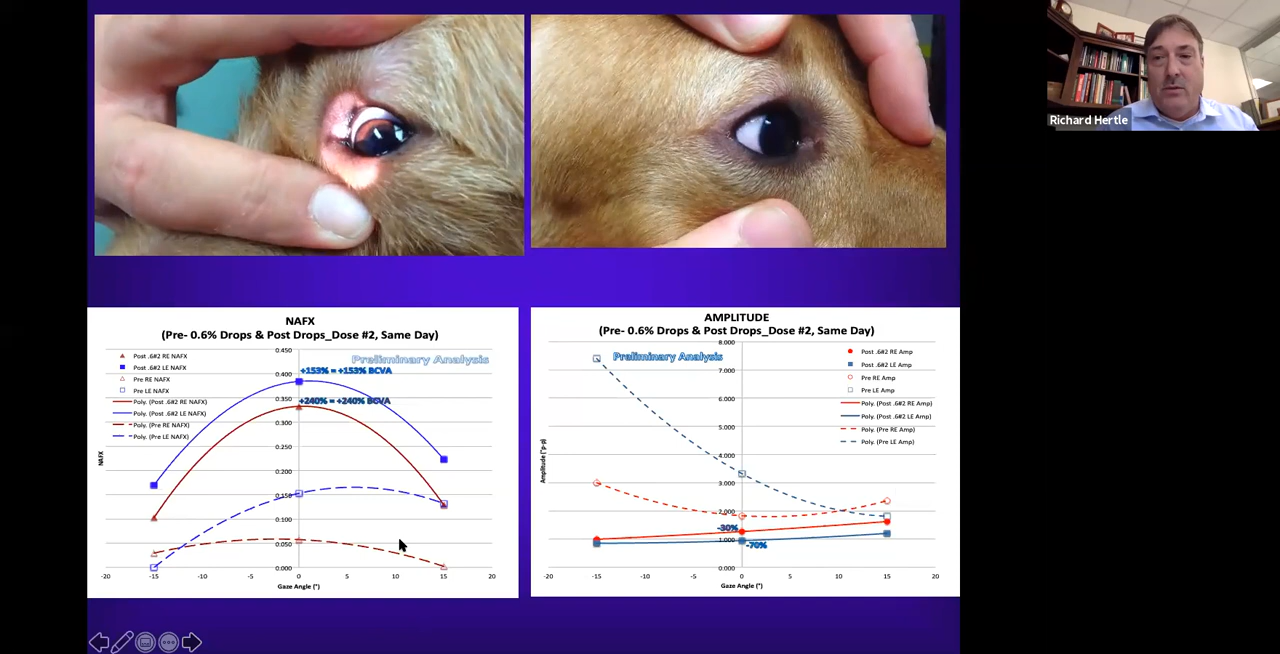 Richard Hertle
NAFX
(Pre- 0.6% Drops & Post Drops_Dose #2, Same Day)
Preliminary Analysis
0.450
0.400
0.350
0.300
0.250
0.200
0.150
0.100
0.050
0.000
NAFX
Post .6#2 RE NAFX
Post .6#2 LE NAFX
Pre RE NAFX
Pre LE NAFX
Poly. (Post .6#2 RE NAFX)
Poly. (Post .6#2 LE NAFX)
Poly. (Pre RE NAFX)
Poly. (Pre LE NAFX)
+153% = +153% BCVA
+240% = +240% BCVA
-20 -15 -10 -5 0 5 10 15 20
Gaze Angle (°)
AMPLITUDE
(Pre- 0.6% Drops & Post Drops_Dose #2, Same Day)
Preliminary Analysis
8.000
7.000
6.000
5.000
4.000
3.000
2.000
1.000
0.000
Amplitude (°p-p)
Post .6#2 RE Amp
Post .6#2 LE Amp
Pre RE Amp
Pre LE Amp
Poly. (Post .6#2 RE Amp)
Poly. (Post .6#2 LE Amp)
Poly. (Pre RE Amp)
Poly. (Pre LE Amp)
-30%
-70%
-20 -15 -10 -5 0 5 10 15 20
Gaze Angle (°)